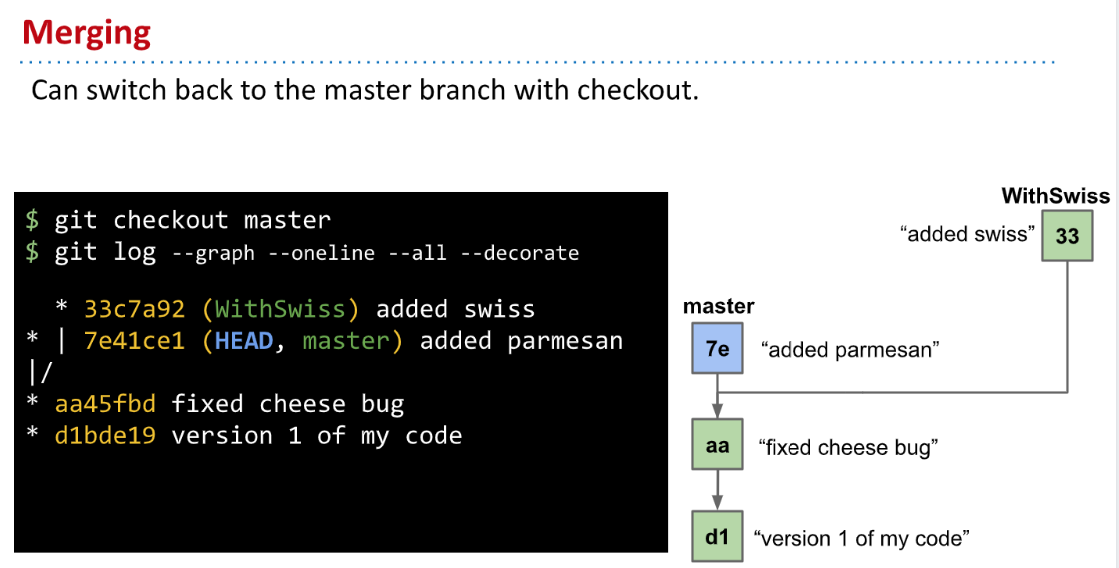 Merging
Can switch back to the master branch with checkout.
$ git checkout master
$ git log --graph --oneline --all --decorate
* 33c7a92 (WithSwiss) added swiss
* | 7e41ce1 (HEAD, master) added parmesan
|/
* aa45fbd fixed cheese bug
* d1bde19 version 1 of my code
WithSwiss
“added swiss” 33
master
7e “added parmesan”
aa “fixed cheese bug”
d1 “version 1 of my code”